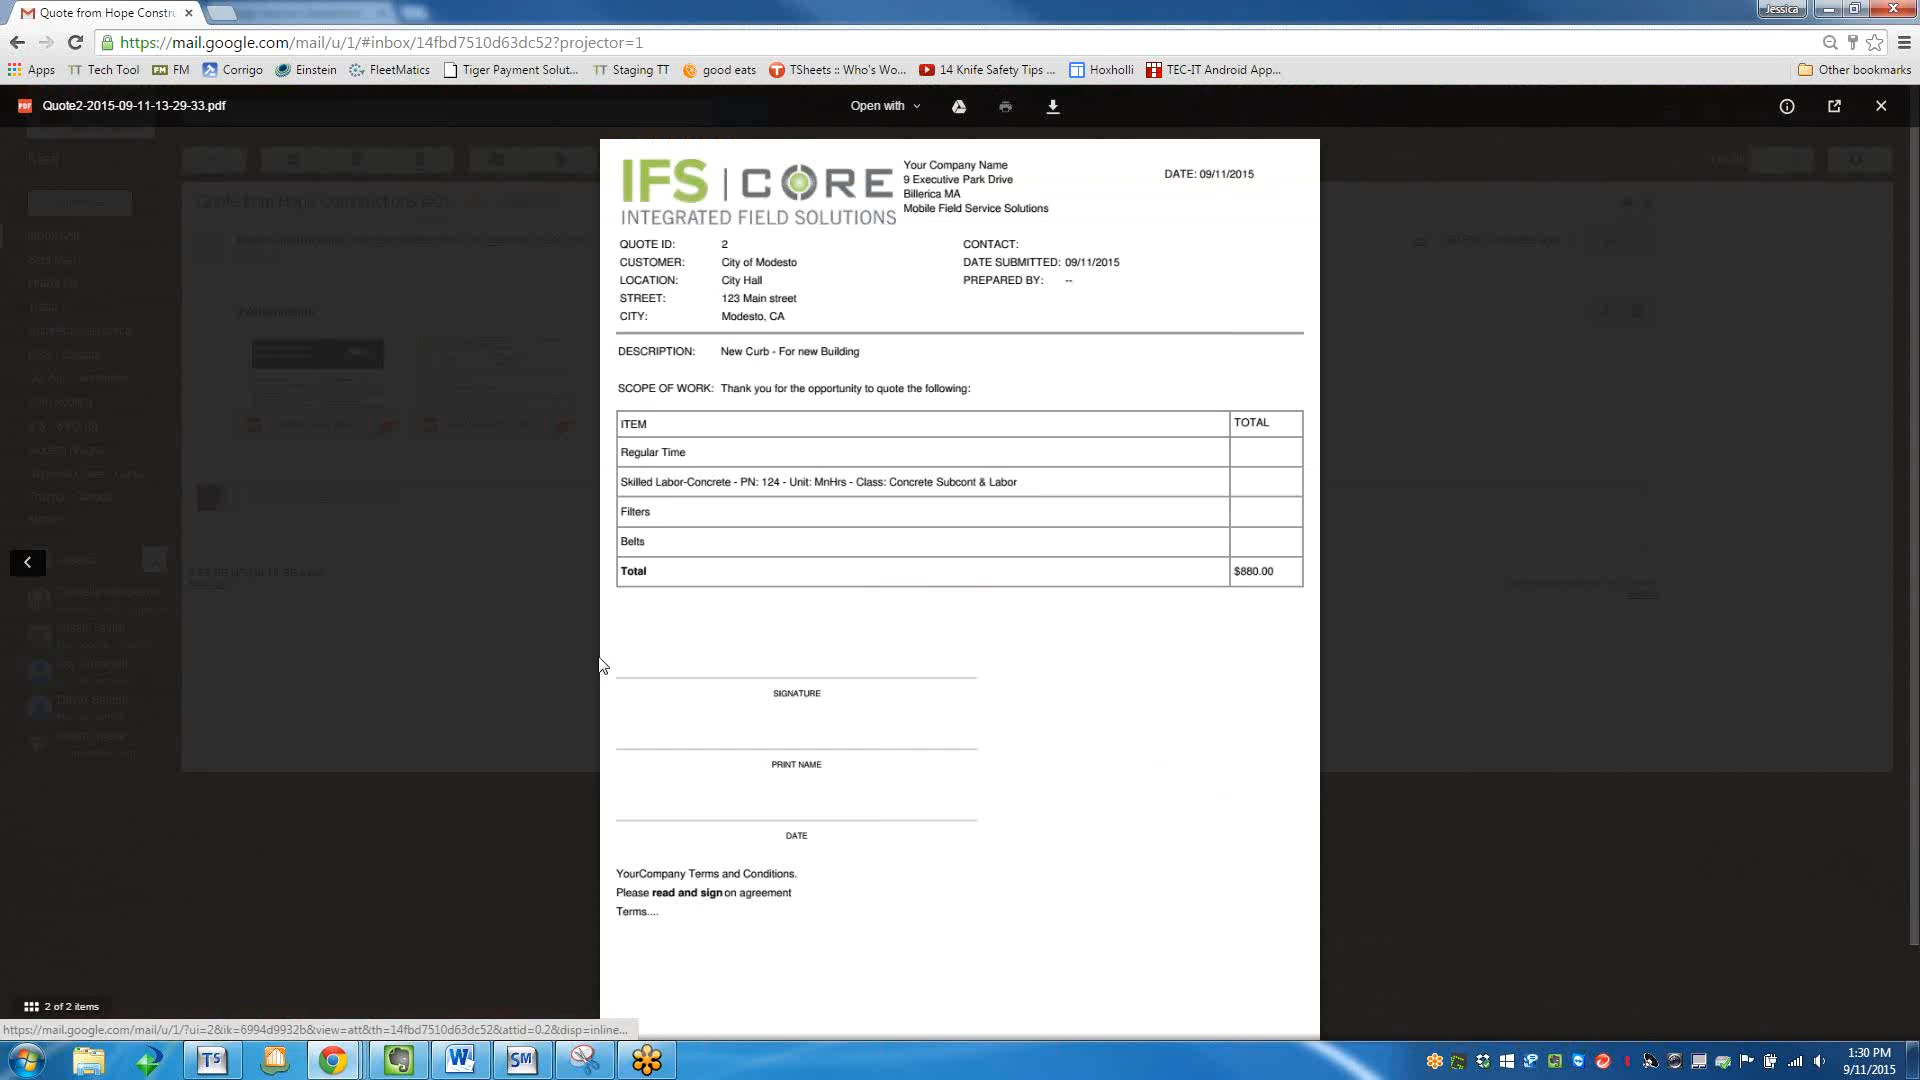 Quote from Hope Constru
Jessica
https://mail.google.com/mail/u/1/#inbox/14fbd7510d63dc52?projector=1
Apps TT Tech Tool FM FM Corrigo Einstein FleetMatics Tiger Payment Solut... TT Staging TT good eats TSheets :: Who's Wo... 14 Knife Safety Tips ... Hoxholli TEC-IT Android App... Other bookmarks
PDF Quote2-2015-09-11-13-29-33.pdf Open with
IFS | CORE
INTEGRATED FIELD SOLUTIONS
Your Company Name
9 Executive Park Drive
Billerica MA
Mobile Field Service Solutions
DATE: 09/11/2015
QUOTE ID: 2 CONTACT:
CUSTOMER: City of Modesto DATE SUBMITTED: 09/11/2015
LOCATION: City Hall PREPARED BY: --
STREET: 123 Main street
CITY: Modesto, CA
DESCRIPTION: New Curb - For new Building
SCOPE OF WORK: Thank you for the opportunity to quote the following:
ITEM TOTAL
Regular Time
Skilled Labor-Concrete - PN: 124 - Unit: MnHrs - Class: Concrete Subcont & Labor
Filters
Belts
Total $880.00
SIGNATURE
PRINT NAME
DATE
YourCompany Terms and Conditions.
Please read and sign on agreement
Terms....
2 of 2 items
https://mail.google.com/mail/u/1/?ui=2&ik=6994d9932b&view=att&th=14fbd7510d63dc52&attid=0.2&disp=inline...
TS W SM
1:30 PM
9/11/2015